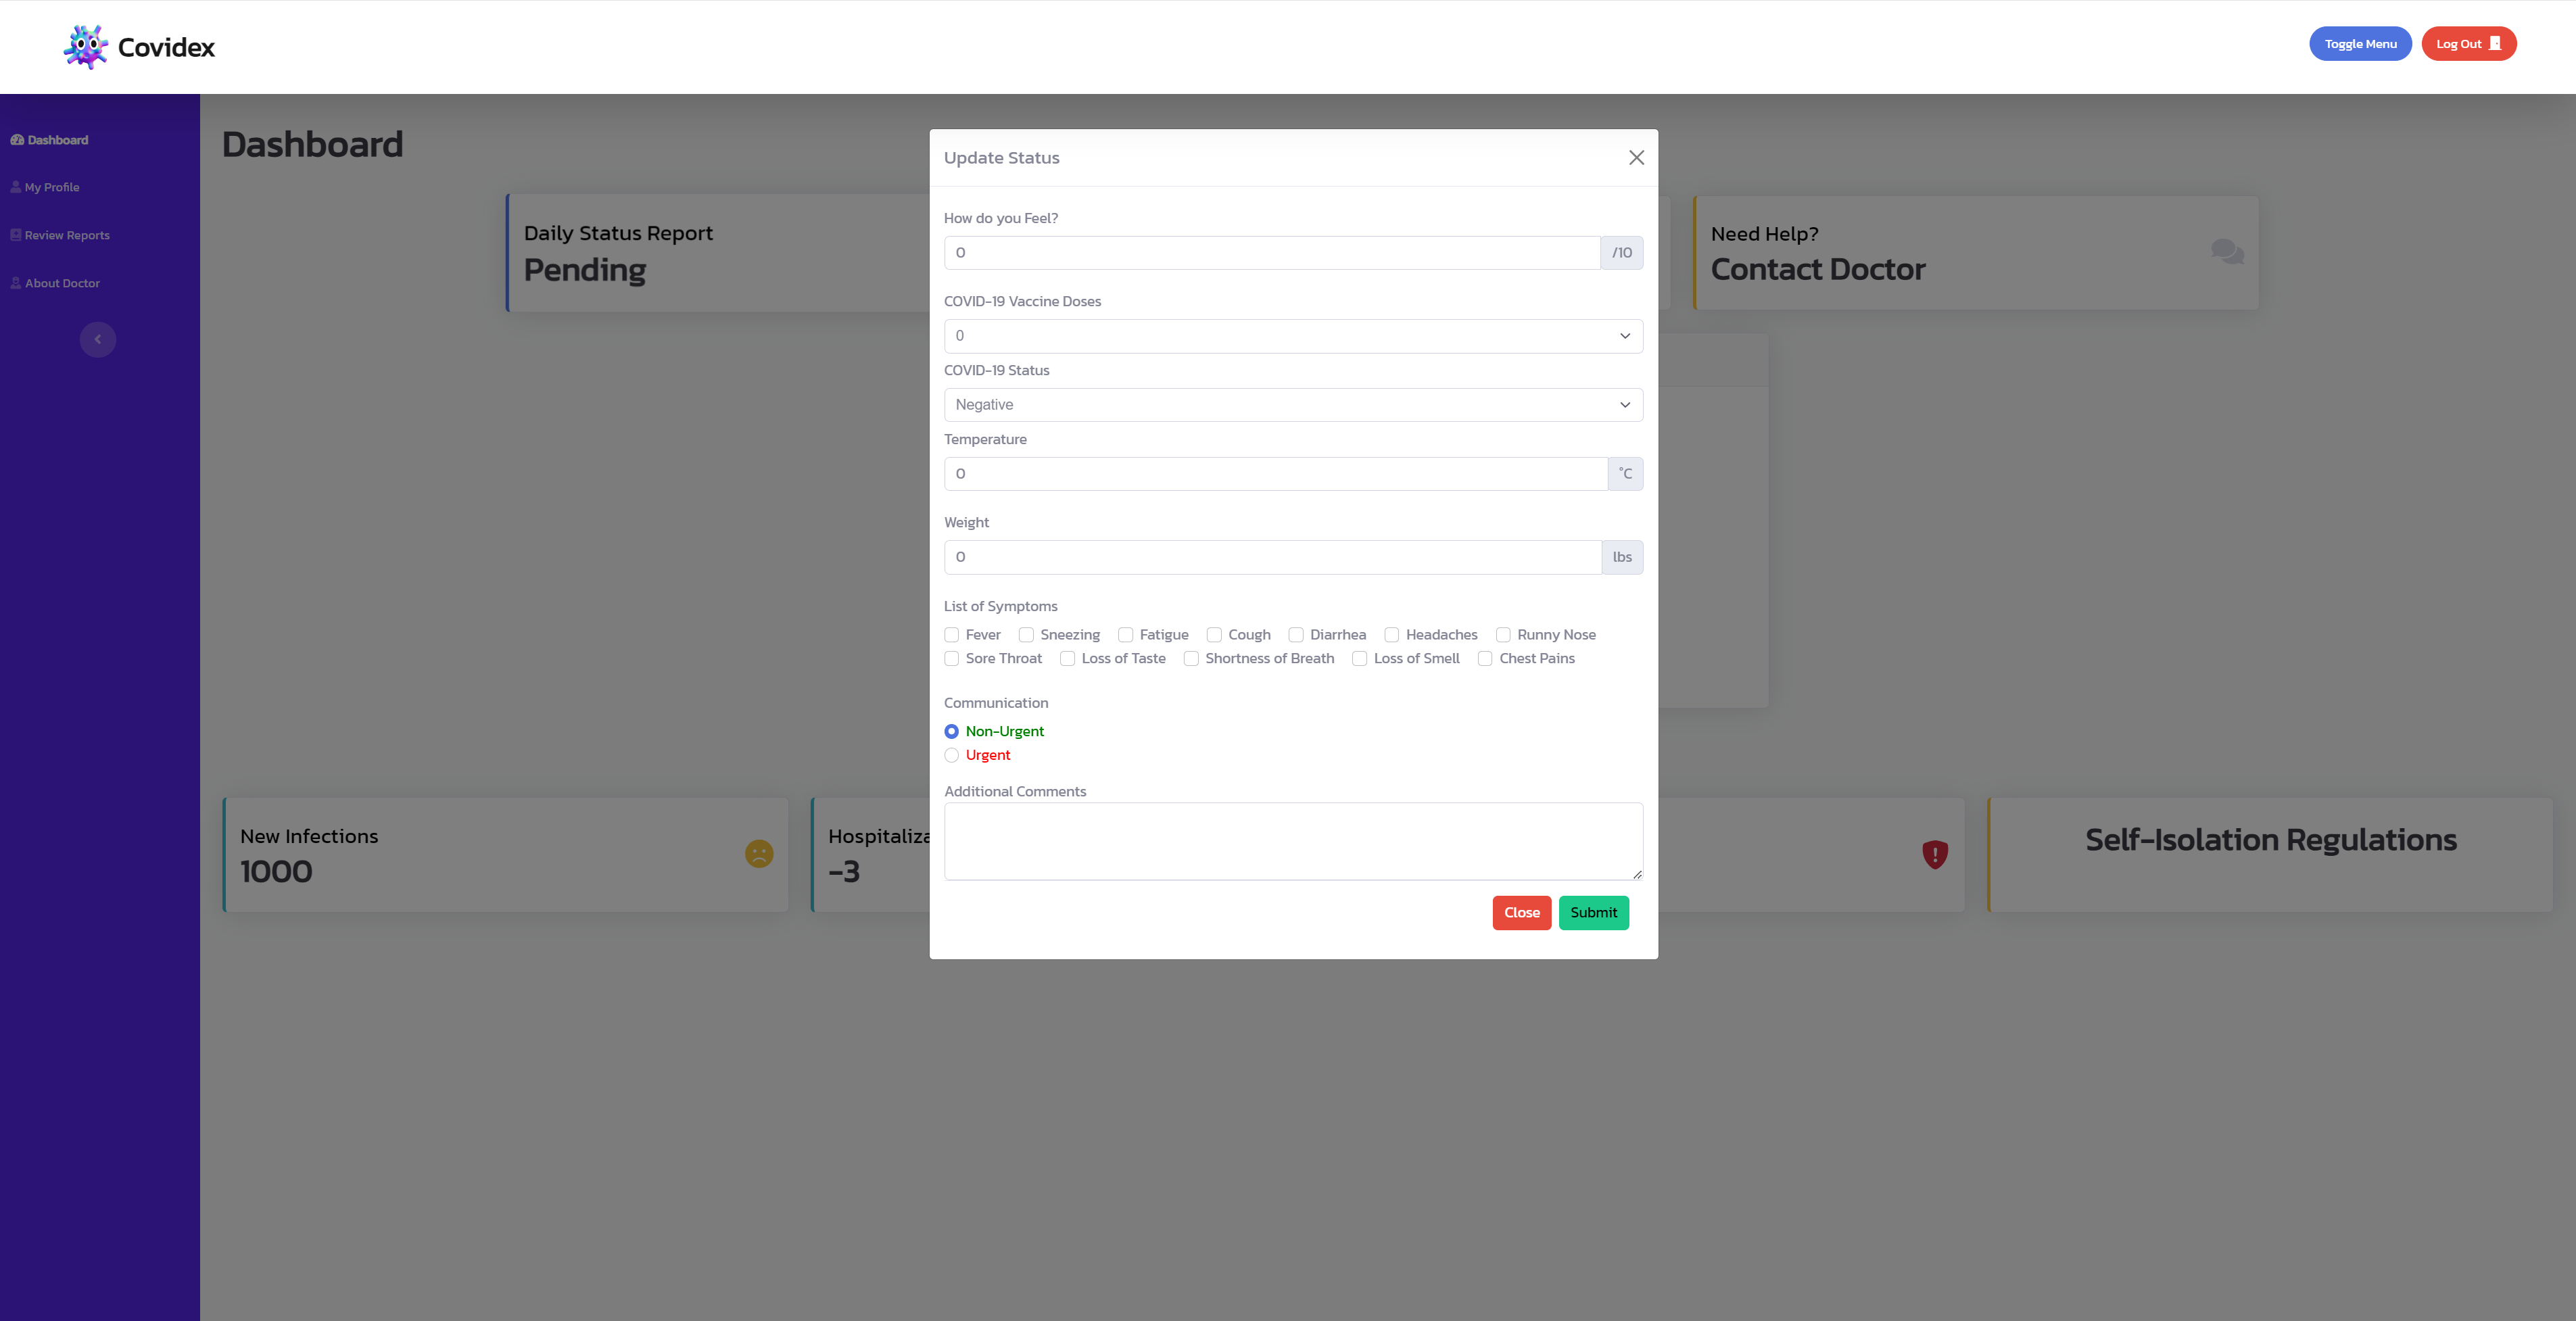 Covidex
Toggle Menu
Log Out
Dashboard
My Profile
Review Reports
About Doctor
Dashboard
Daily Status Report
Pending
Need Help?
Contact Doctor
Update Status
How do you Feel?
0 /10
COVID-19 Vaccine Doses
0
COVID-19 Status
Negative
Temperature
0 °C
Weight
0 lbs
List of Symptoms
Fever Sneezing Fatigue Cough Diarrhea Headaches Runny Nose
Sore Throat Loss of Taste Shortness of Breath Loss of Smell Chest Pains
Communication
Non-Urgent
Urgent
Additional Comments
Close Submit
New Infections
1000
Hospitaliza
-3
Self-Isolation Regulations